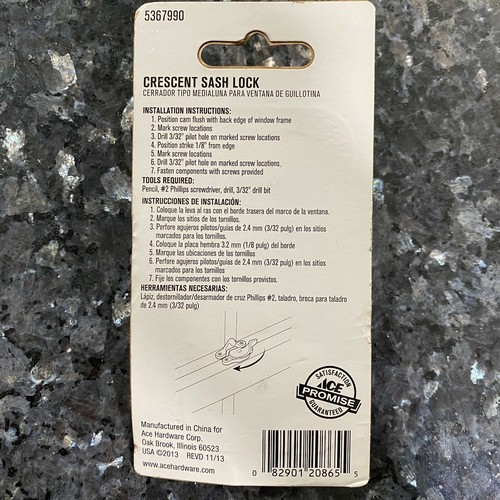 5367990
CRESCENT SASH LOCK
CERRADOR TIPO MEDIALUNA PARA VENTANA DE GUILLOTINA
INSTALLATION INSTRUCTIONS:
1. Position cam flush with back edge of window frame
2. Mark screw locations
3. Drill 3/32" pilot hole on marked screw locations
4. Position strike 1/8" from edge
5. Mark screw locations
6. Drill 3/32" pilot hole on marked screw locations,
7. Fasten components with screws provided
TOOLS REQUIRED:
Pencil, #2 Phillips screwdriver, drill, 3/32" drill bit
INSTRUCCIONES DE INSTALACIÓN:
1. Coloque la leva al ras con el borde trasera del marco de la ventana.
2. Marque los sitios de los tornillos.
3. Perfore agujeros pilotos/guias de 2.4 mm (3/32 pulg) en los sitios
marcados para los tornillos.
4. Coloque la placa hembra 3.2 mm (1/8 pulg) del borde
5. Marque las ubicaciones de los tornillos
6. Perfore agujeros pilotos/guias de 2.4 mm (3/32 pulg) en los sitios
marcados para los tornillos.
7. Fije los componentes con los tornillos provistos.
HERRAMIENTAS NECESARIAS:
Lápiz, destornillador/desarmador de cruz Phillips #2, taladro, broca para taladro
de 2.4 mm (3/32 pulg)
SATISFACTION
ACE
PROMISE
GUARANTEED
Manufactured in China for
Ace Hardware Corp.
Oak Brook, Illinois 60523
USA ©2013 REVD 11/13
www.acehardware.com
0 82901 20865 5